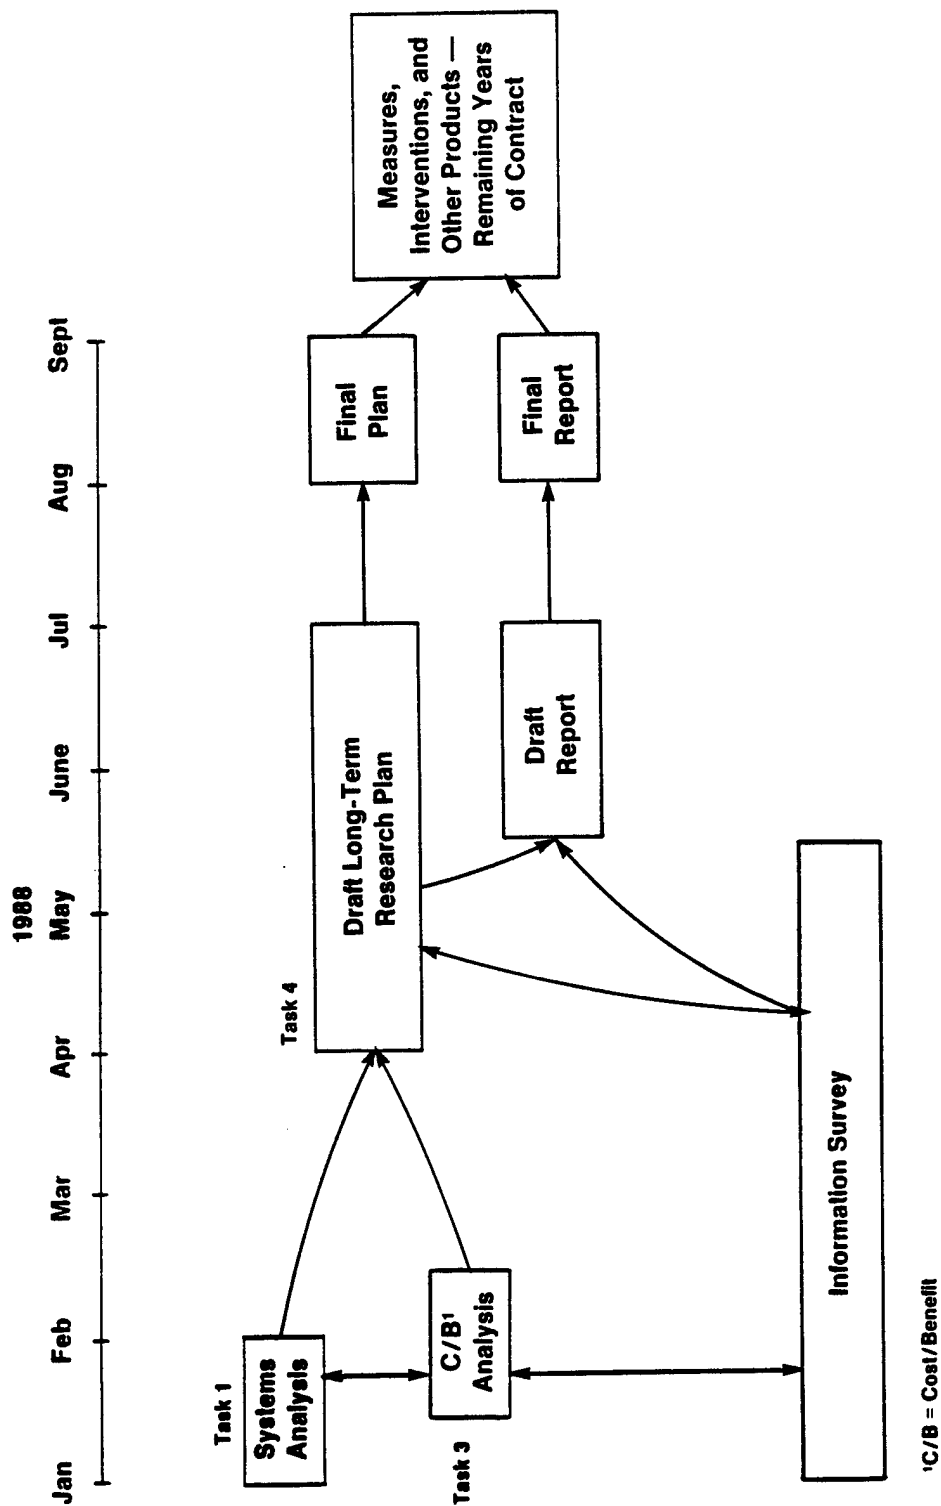 1988
Jan Feb Mar Apr May June Jul Aug Sept
Task 1
Systems
Analysis
Task 3
C/B¹
Analysis
Task 4
Draft Long-Term
Research Plan
Final
Plan
Draft
Report
Final
Report
Measures,
Interventions, and
Other Products —
Remaining Years
of Contract
Information Survey
¹C/B = Cost/Benefit